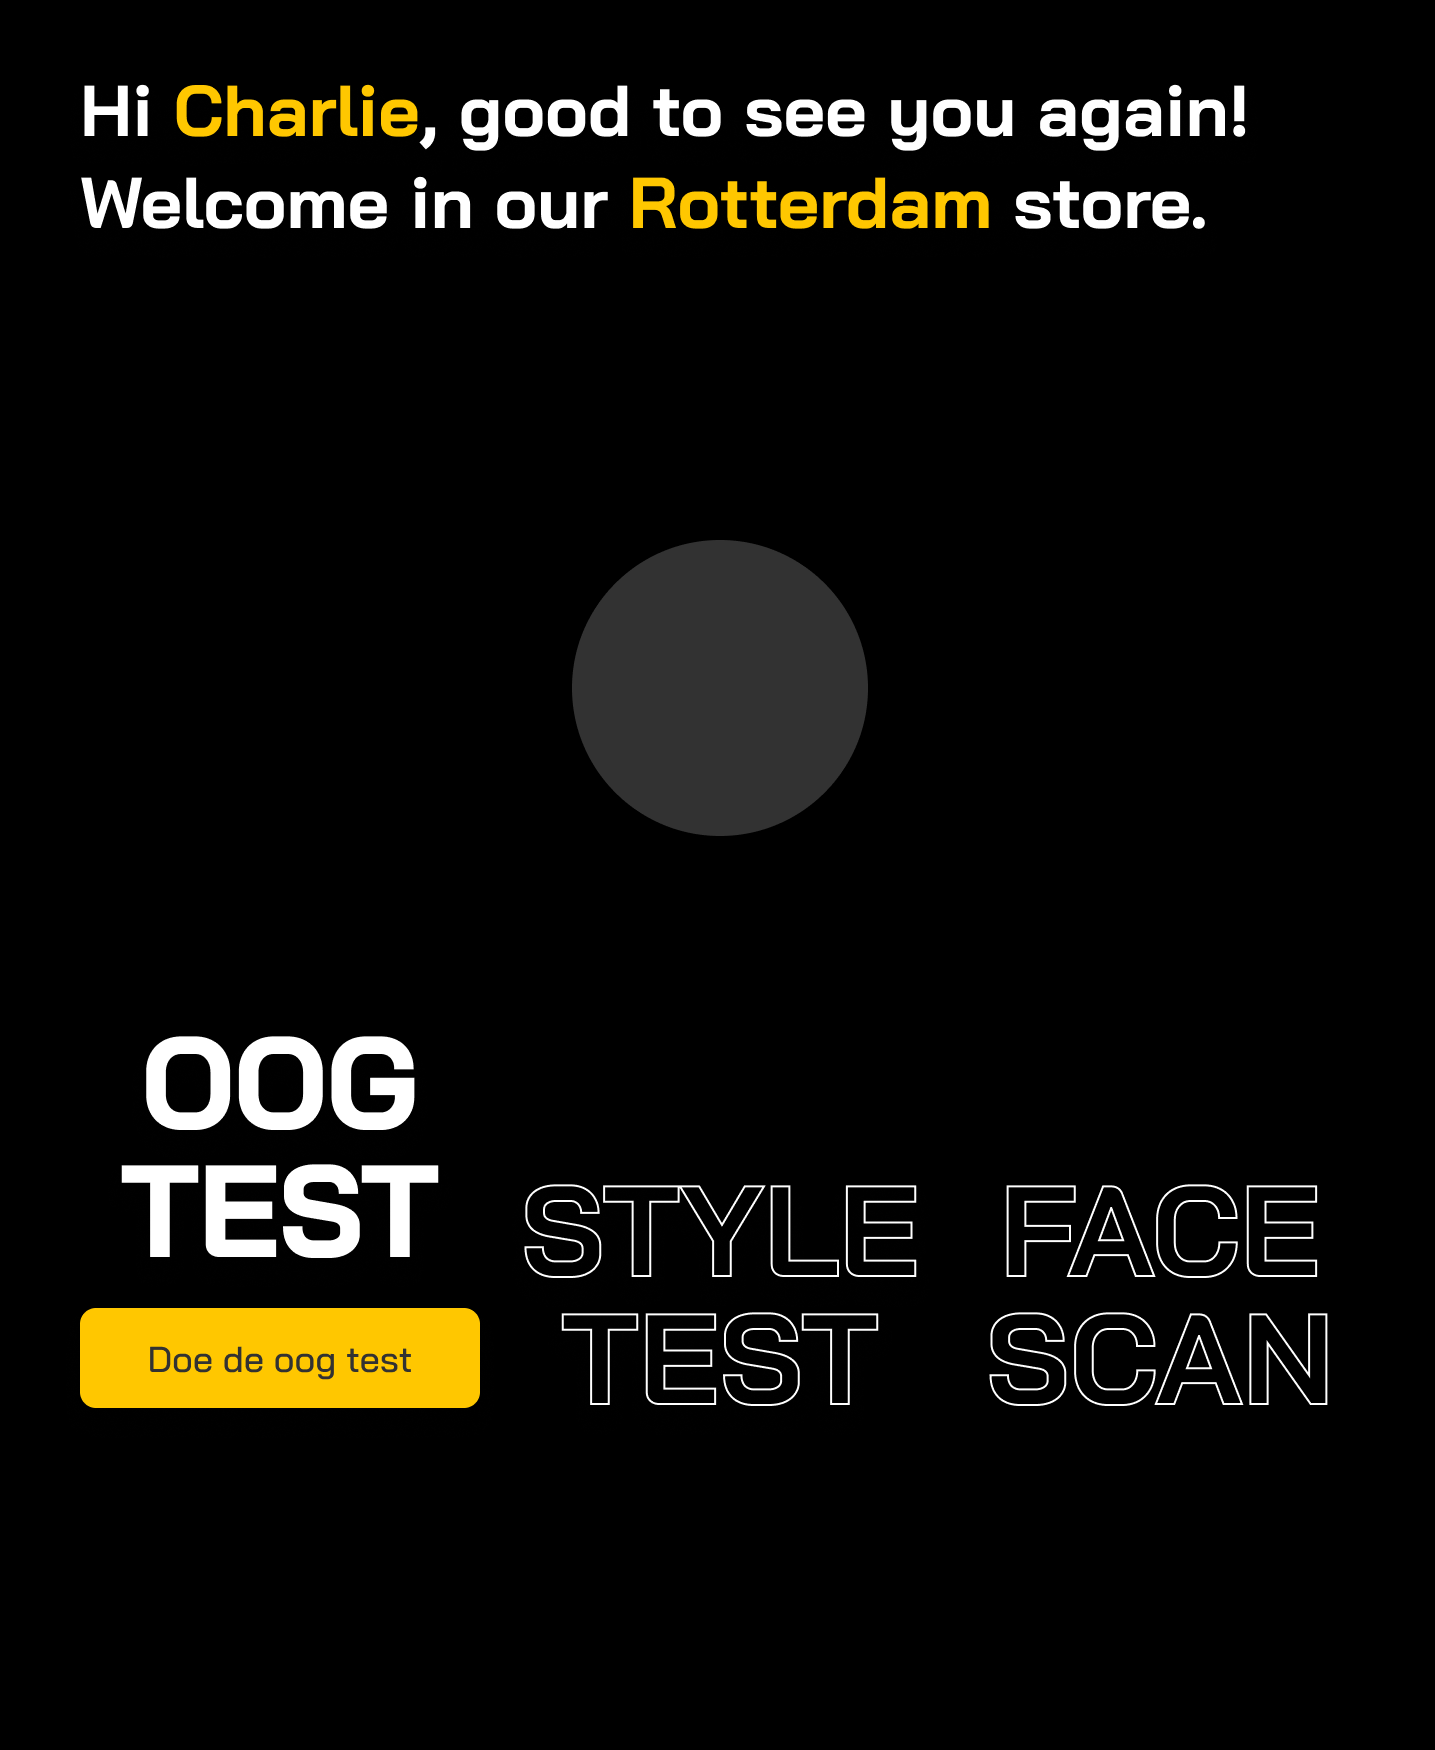 Hi Charlie, good to see you again!
Welcome in our Rotterdam store.
OOG
TEST
Doe de oog test
STYLE
TEST
FACE
SCAN